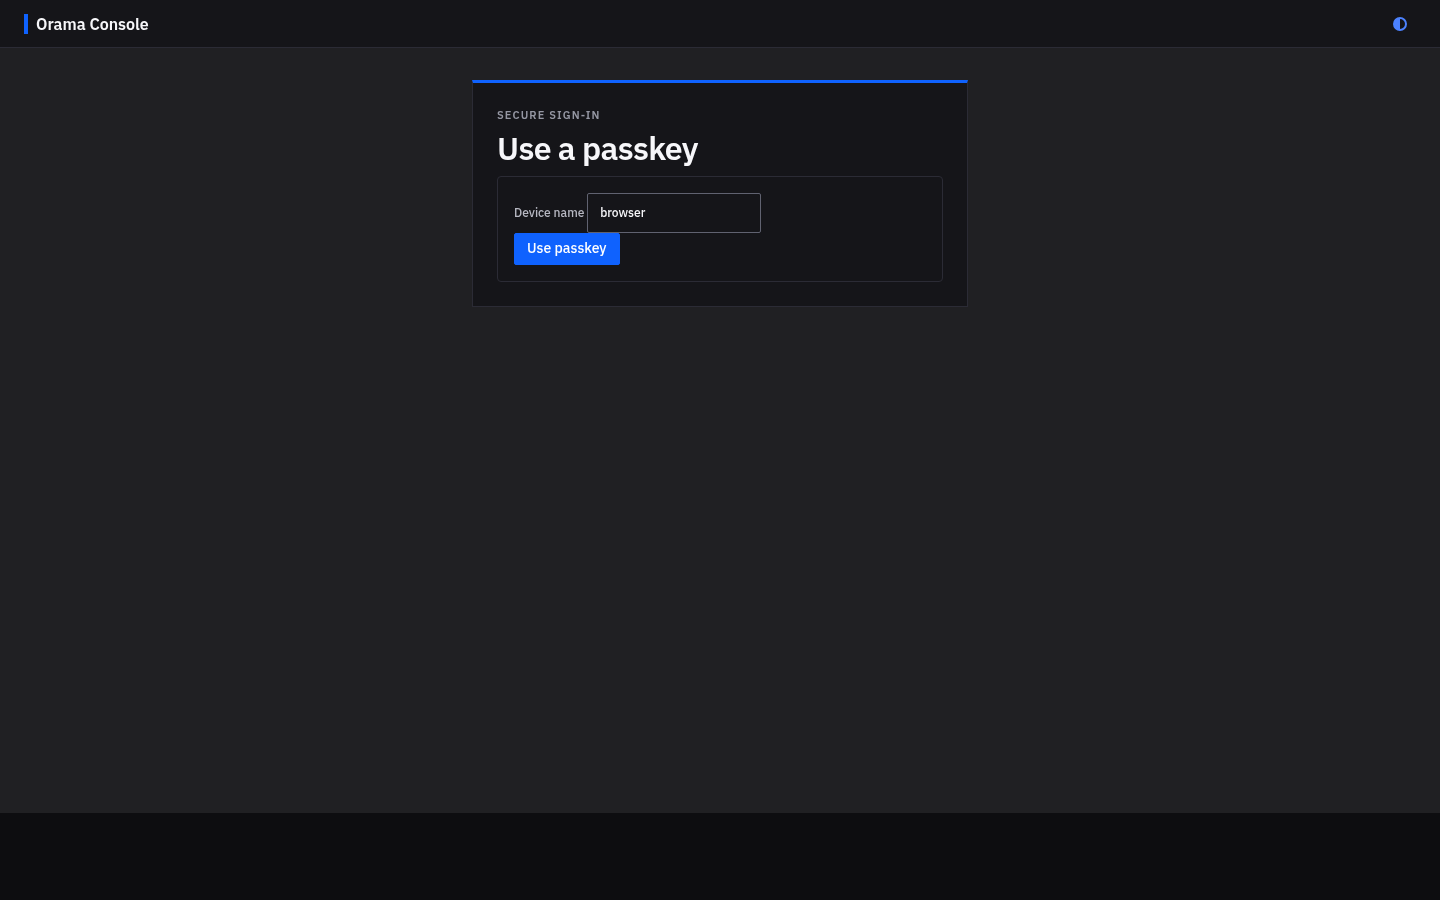 Orama Console
SECURE SIGN-IN
Use a passkey
Device name browser
Use passkey